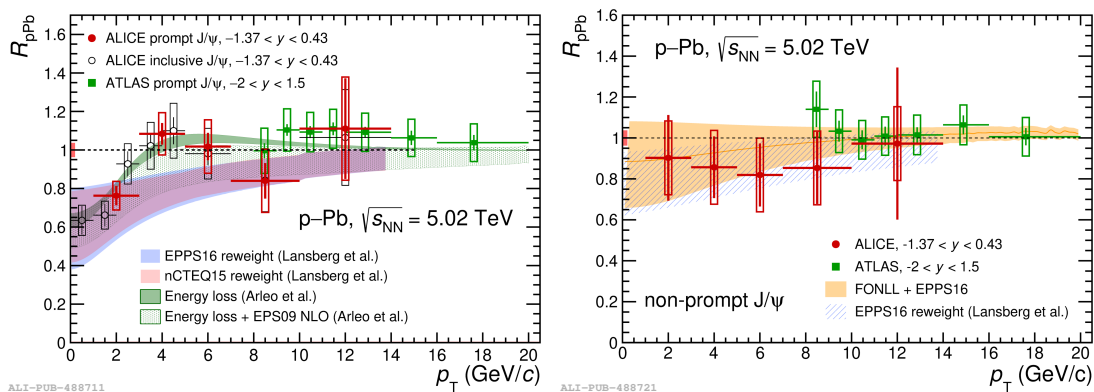 R_pPb
1.6
1.4
1.2
1
0.8
0.6
0.4
0.2
0
ALICE prompt J/ψ, −1.37 < y < 0.43
ALICE inclusive J/ψ, −1.37 < y < 0.43
ATLAS prompt J/ψ, −2 < y < 1.5
p−Pb, √s_NN = 5.02 TeV
EPPS16 reweight (Lansberg et al.)
nCTEQ15 reweight (Lansberg et al.)
Energy loss (Arleo et al.)
Energy loss + EPS09 NLO (Arleo et al.)
0 2 4 6 8 10 12 14 16 18 20
p_T (GeV/c)
ALI-PUB-488711
R_pPb
1.6
1.4
1.2
1
0.8
0.6
0.4
0.2
0
p−Pb, √s_NN = 5.02 TeV
ALICE, -1.37 < y < 0.43
ATLAS, -2 < y < 1.5
FONLL + EPPS16
EPPS16 reweight (Lansberg et al.)
non-prompt J/ψ
0 2 4 6 8 10 12 14 16 18 20
p_T (GeV/c)
ALI-PUB-488721